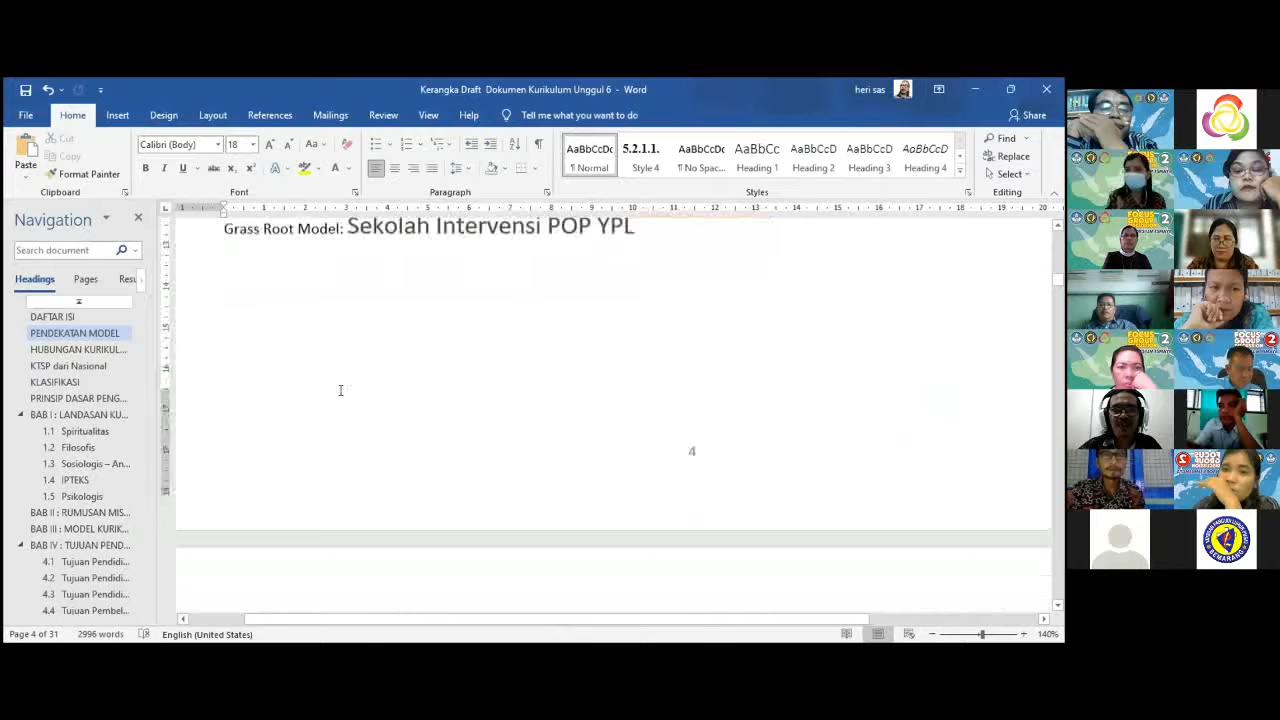 Kerangka Draft Dokumen Kurikulum Unggul 6 - Word
heri sas
File Home Insert Design Layout References Mailings Review View Help Tell me what you want to do Share
Paste
Cut
Copy
Format Painter
Clipboard
Calibri (Body) 18
Font
Paragraph
AaBbCcDc
¶ Normal
5.2.1.1.
Style 4
AaBbCcDc
¶ No Spac...
AaBbCc
Heading 1
AaBbCcD
Heading 2
AaBbCcD
Heading 3
AaBbCcD
Heading 4
Styles
Find
Replace
Select
Editing
Navigation
Search document
Headings Pages Resu
DAFTAR ISI
PENDEKATAN MODEL
HUBUNGAN KURIKUL...
KTSP dari Nasional
KLASIFIKASI
PRINSIP DASAR PENG...
BAB I : LANDASAN KU...
1.1 Spiritualitas
1.2 Filosofis
1.3 Sosiologis – An...
1.4 IPTEKS
1.5 Psikologis
BAB II : RUMUSAN MIS...
BAB III : MODEL KURIK...
BAB IV : TUJUAN PEND...
4.1 Tujuan Pendidi...
4.2 Tujuan Pendidi...
4.3 Tujuan Pendidi...
4.4 Tujuan Pembel...
Grass Root Model: Sekolah Intervensi POP YPL
4
Page 4 of 31 2996 words English (United States) 140%
FOCUS GROUP DISCUSSION 2